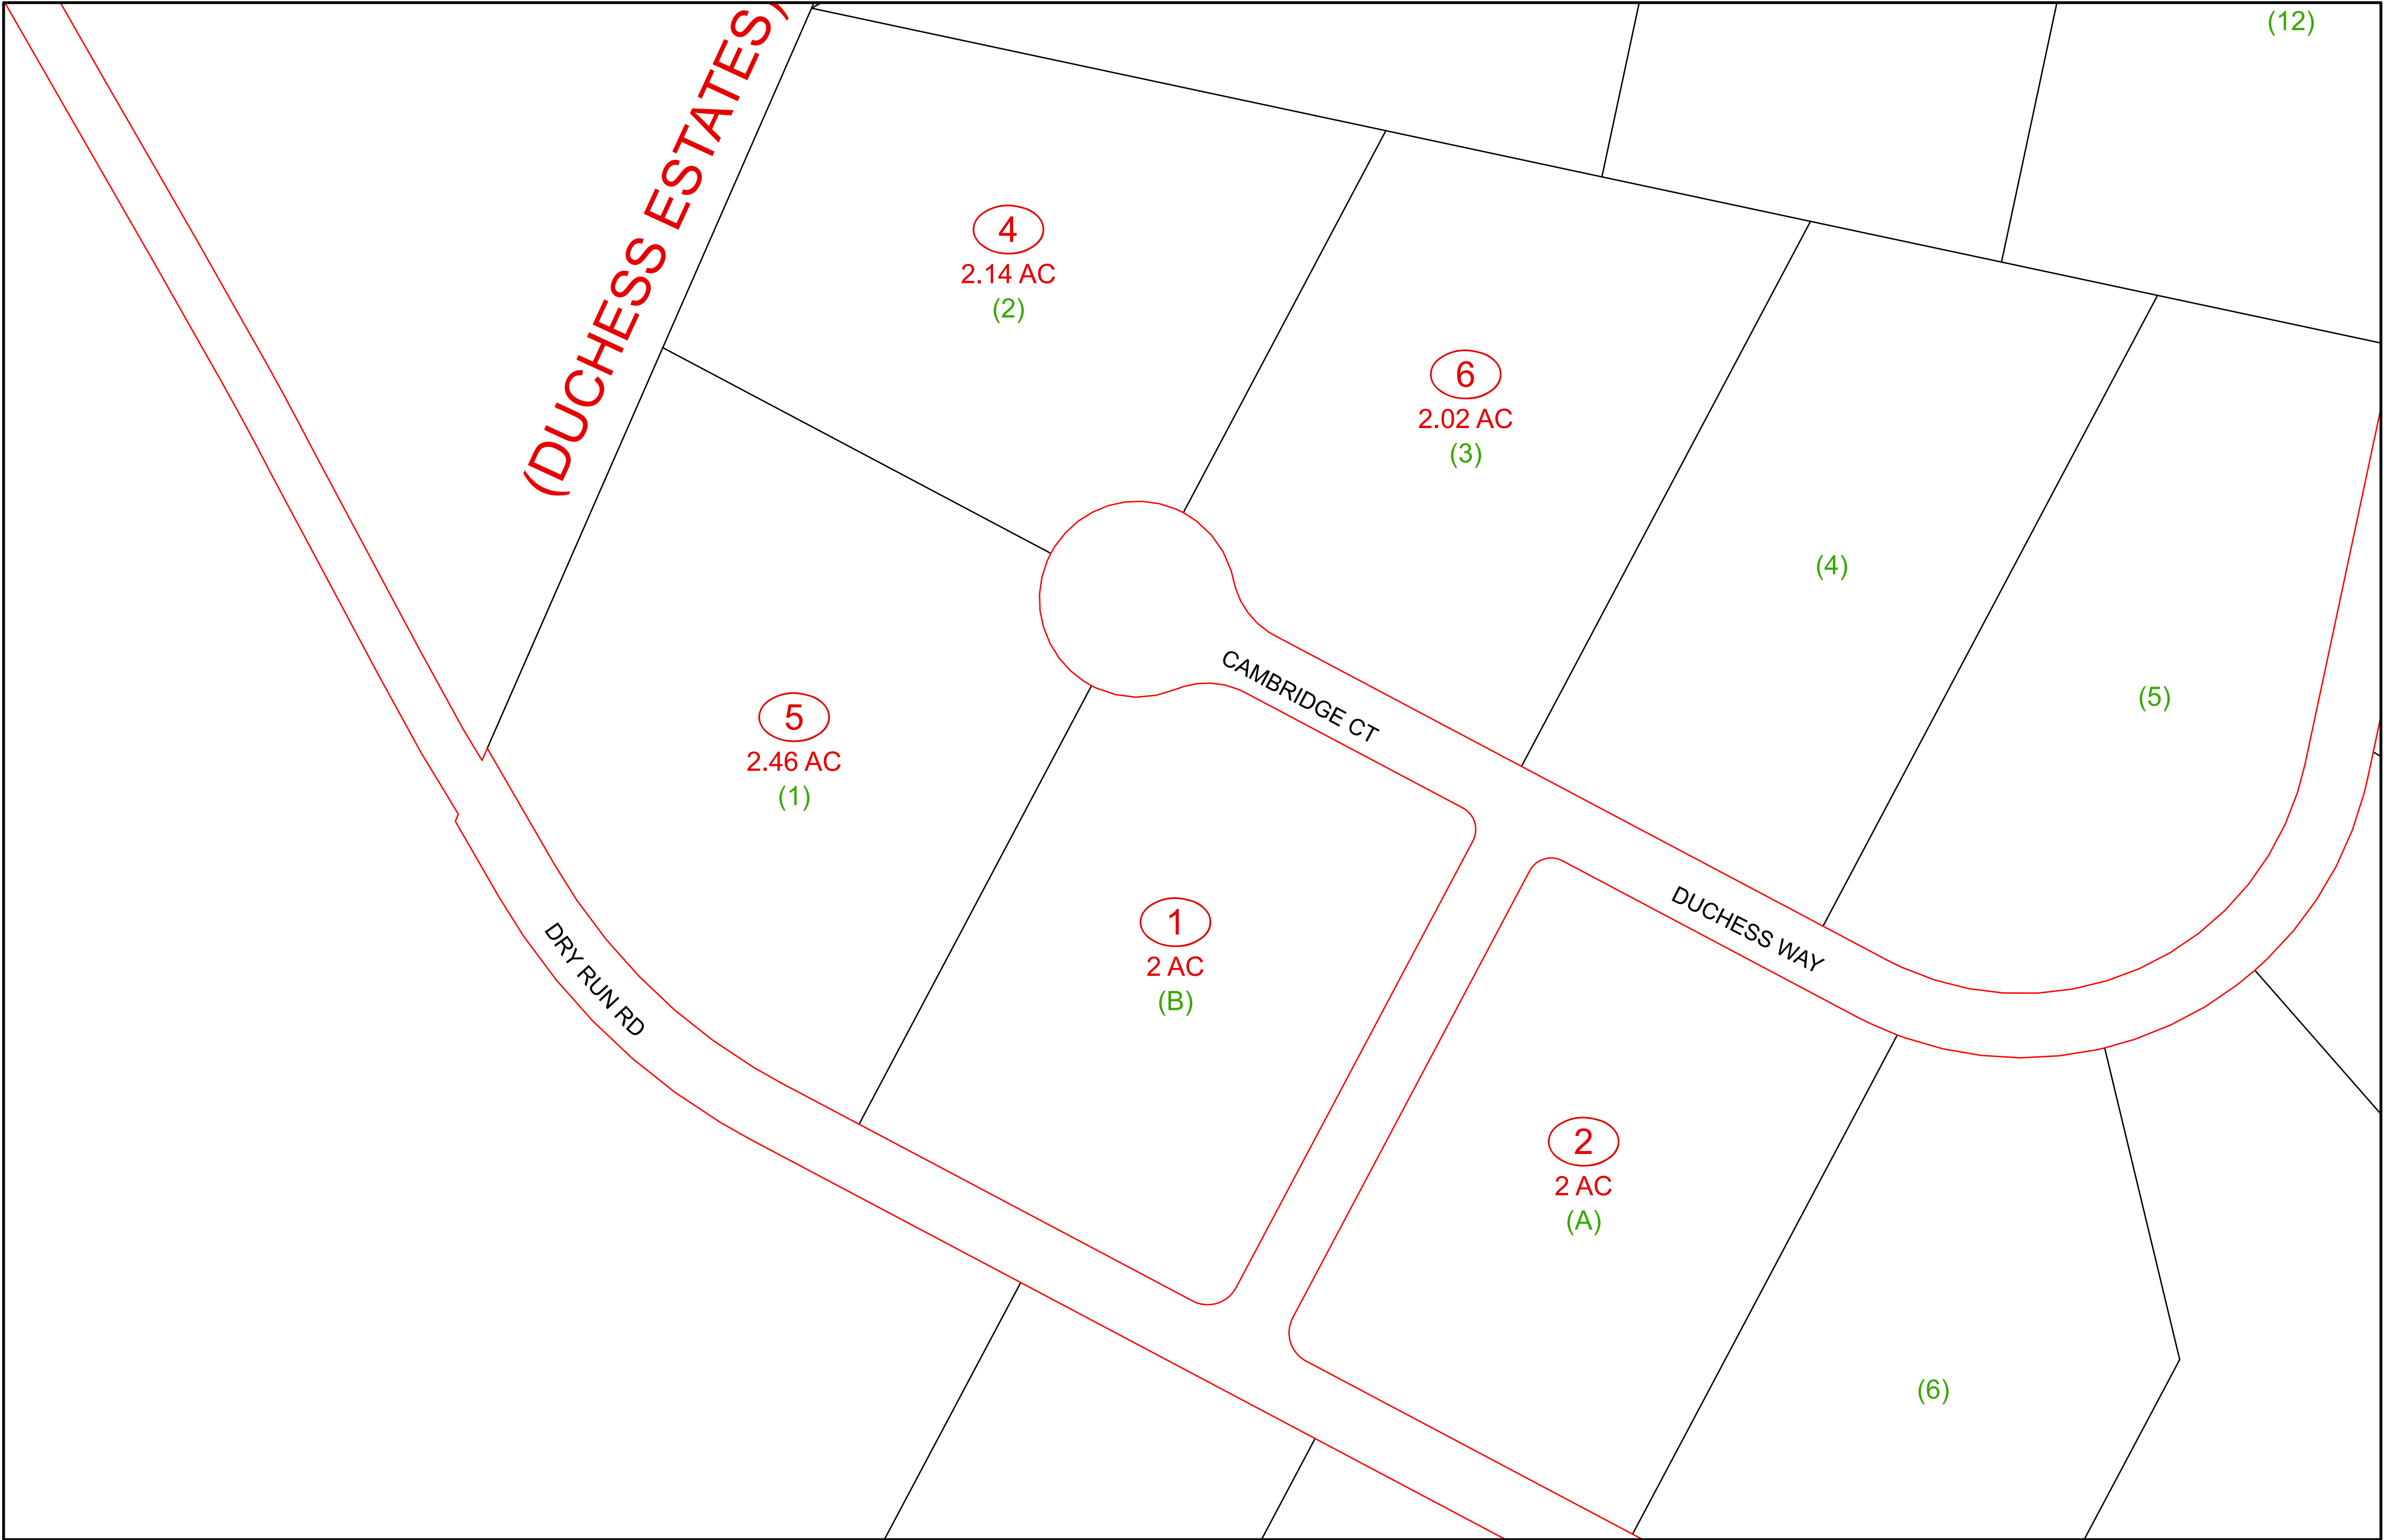 (12)
(DUCHESS ESTATES)
4
2.14 AC
(2)
6
2.02 AC
(3)
(4)
(5)
CAMBRIDGE CT
5
2.46 AC
(1)
DUCHESS WAY
1
2 AC
(B)
DRY RUN RD
2
2 AC
(A)
(6)